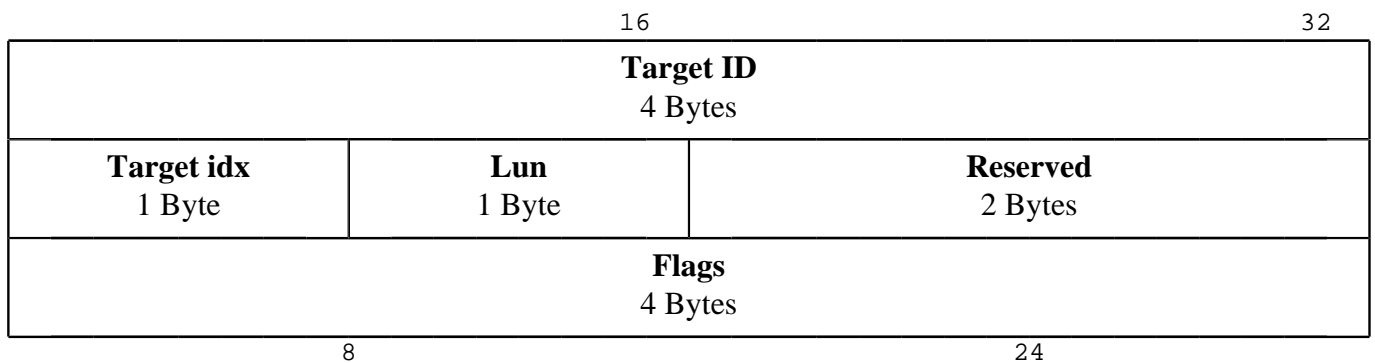 16 32
Target ID
4 Bytes
Target idx Lun Reserved
1 Byte 1 Byte 2 Bytes
Flags
4 Bytes
8 24